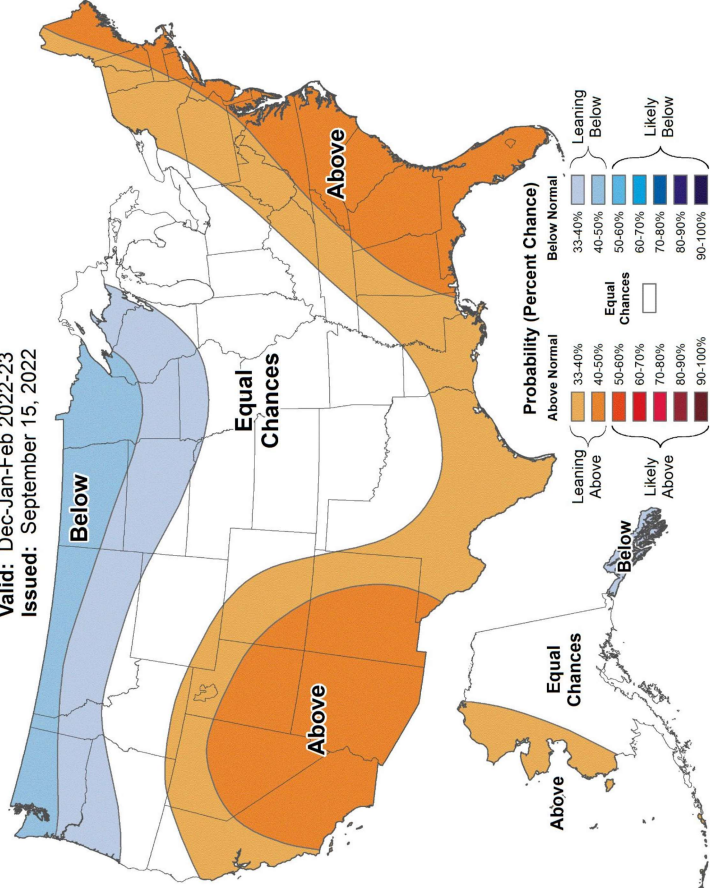 Valid: Dec-Jan-Feb 2022-23
Issued: September 15, 2022
Below
Equal
Chances
Above
Above
Above
Equal
Chances
Below
Probability (Percent Chance)
Above Normal
Below Normal
Leaning
Above
33-40%
40-50%
Likely
Above
50-60%
60-70%
70-80%
80-90%
90-100%
Equal
Chances
33-40%
40-50%
Leaning
Below
50-60%
60-70%
70-80%
80-90%
90-100%
Likely
Below